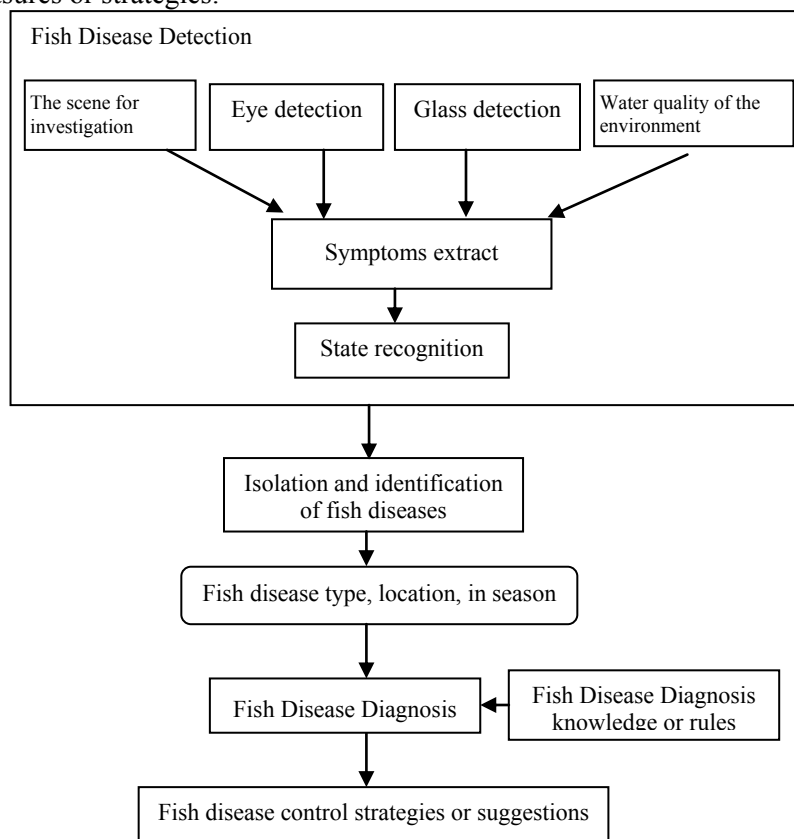 sures or strategies.
Fish Disease Detection
The scene for
investigation
Eye detection
Glass detection
Water quality of the
environment
Symptoms extract
State recognition
Isolation and identification
of fish diseases
Fish disease type, location, in season
Fish Disease Diagnosis
Fish Disease Diagnosis
knowledge or rules
Fish disease control strategies or suggestions